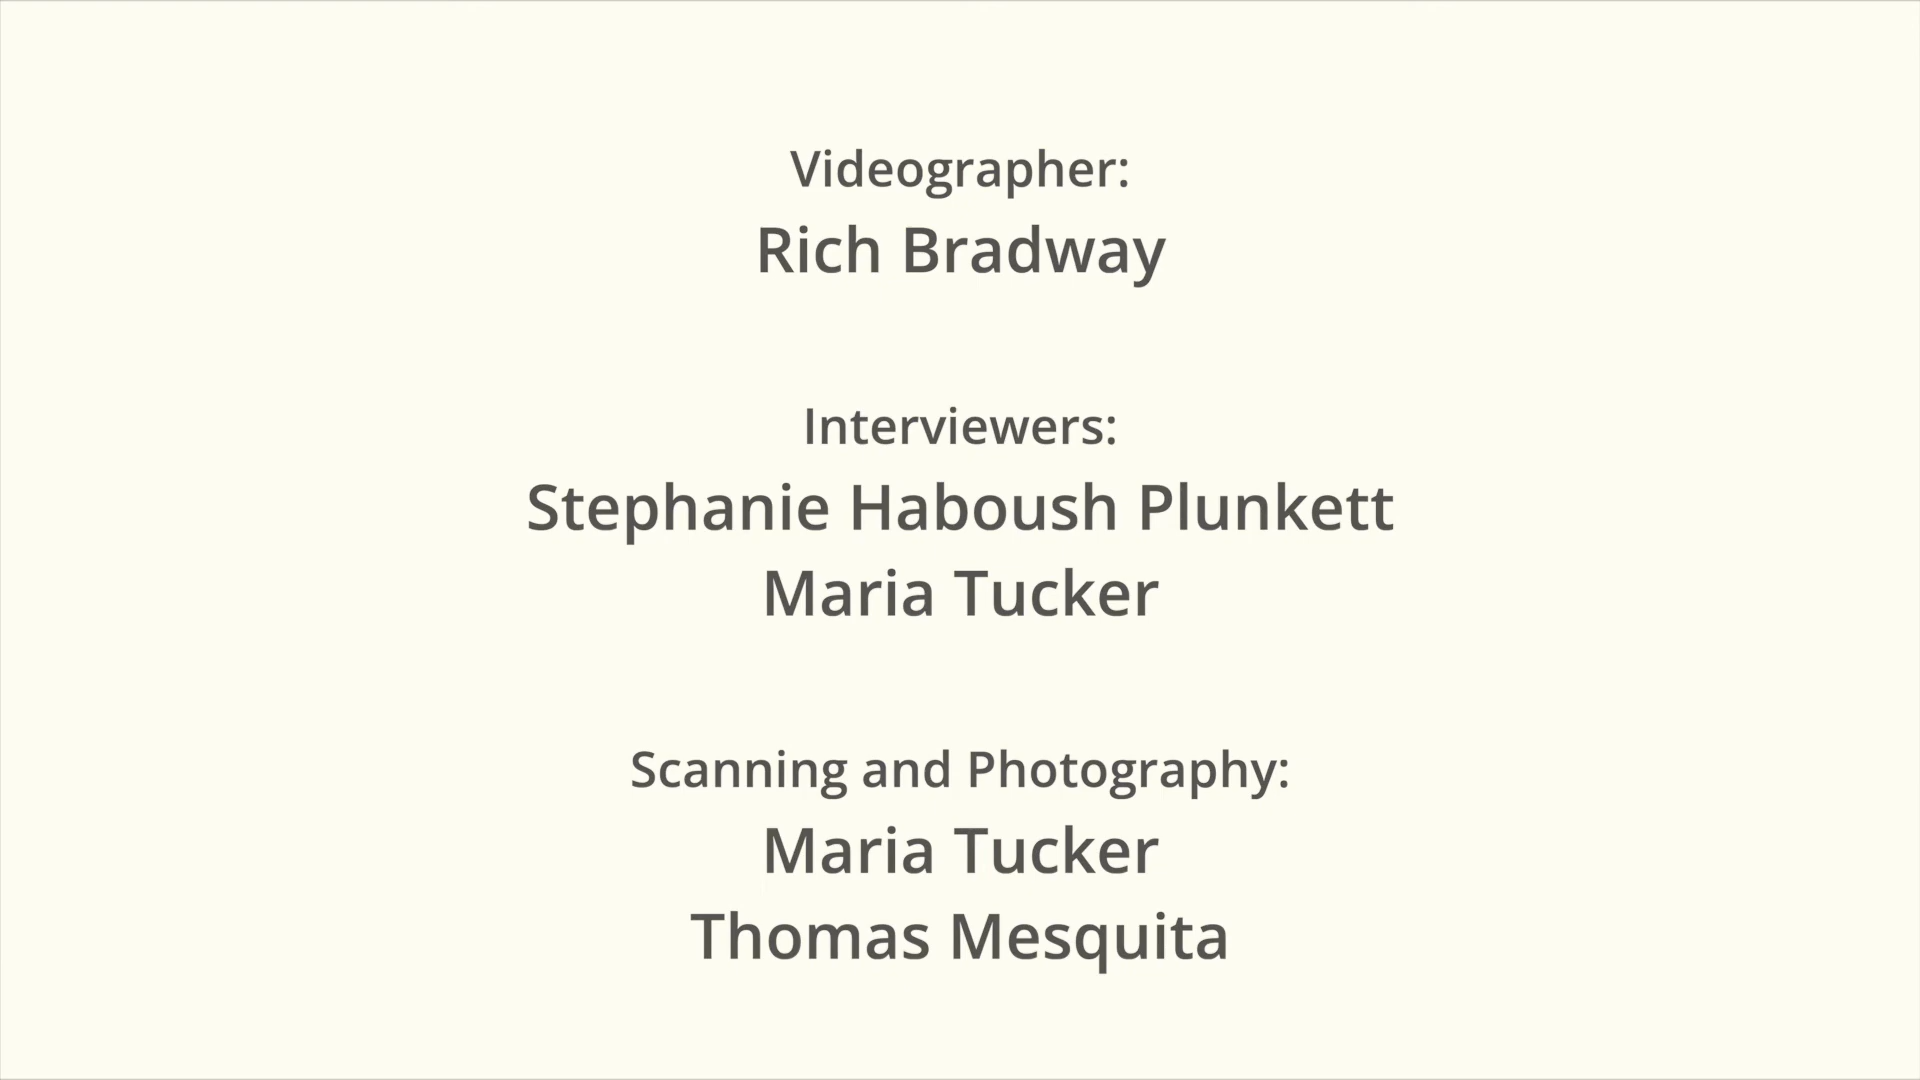 Videographer:
Rich Bradway
Interviewers:
Stephanie Haboush Plunkett
Maria Tucker
Scanning and Photography:
Maria Tucker
Thomas Mesquita